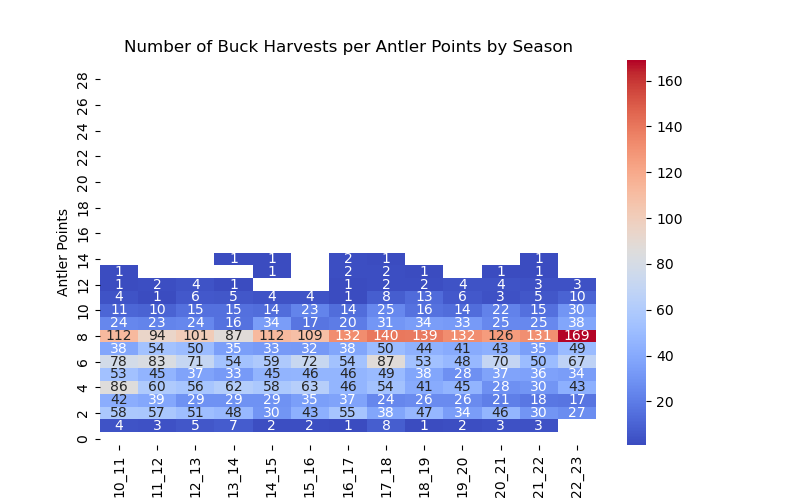 Number of Buck Harvests per Antler Points by Season
Antler Points
28
26
24
22
20
18
16
14 1 1 2 1 1
1 1 2 2 1 1 1
12 1 2 4 1 1 2 2 4 4 3 3
4 1 6 5 4 4 1 8 13 6 3 5 10
10 11 10 15 15 14 23 14 25 16 14 22 15 30
24 23 24 16 34 17 20 31 34 33 25 25 38
8 112 94 101 87 112 109 132 140 139 132 126 131 169
38 54 50 35 33 32 38 50 44 41 43 35 49
6 78 83 71 54 59 72 54 87 53 48 70 50 67
53 45 37 33 45 46 46 49 38 28 37 36 34
4 86 60 56 62 58 63 46 54 41 45 28 30 43
42 39 29 29 29 35 37 24 26 26 21 18 17
2 58 57 51 48 30 43 55 38 47 34 46 30 27
4 3 5 7 2 2 1 8 1 2 3 3
0
10_11 11_12 12_13 13_14 14_15 15_16 16_17 17_18 18_19 19_20 20_21 21_22 22_23
160
140
120
100
80
60
40
20